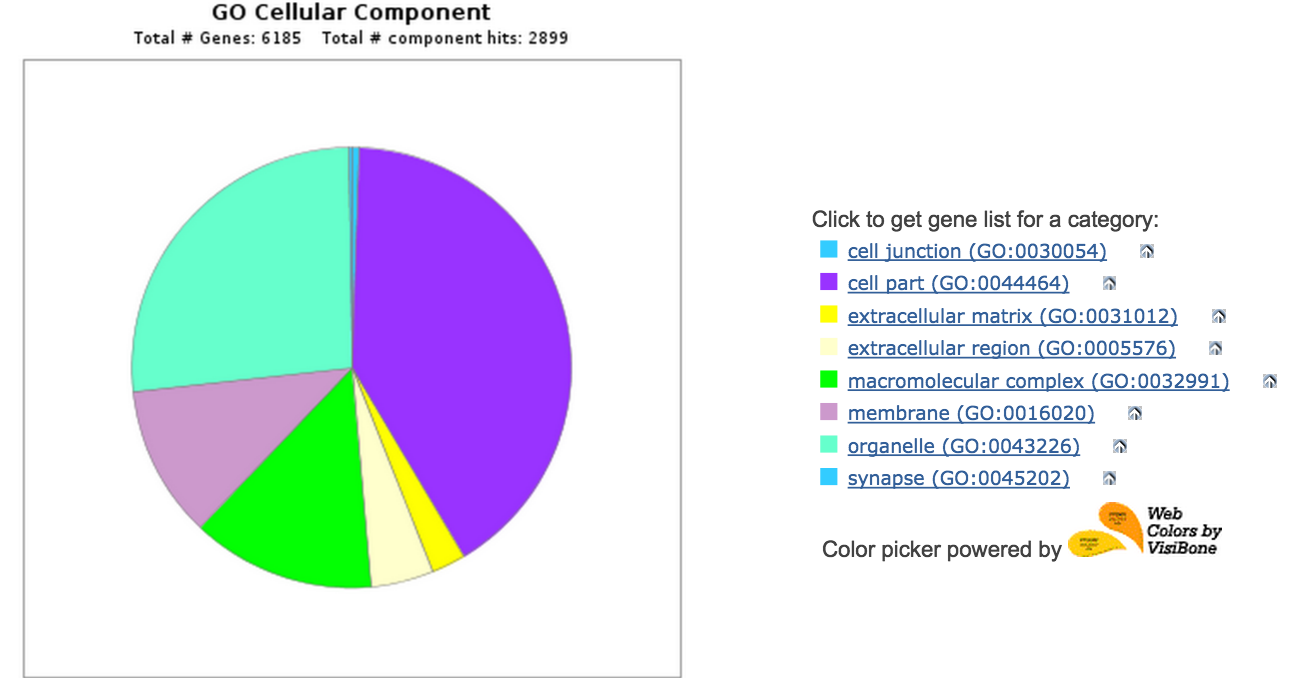 GO Cellular Component
Total # Genes: 6185 Total # component hits: 2899
Click to get gene list for a category:
cell junction (GO:0030054)
cell part (GO:0044464)
extracellular matrix (GO:0031012)
extracellular region (GO:0005576)
macromolecular complex (GO:0032991)
membrane (GO:0016020)
organelle (GO:0043226)
synapse (GO:0045202)
Color picker powered by
Web
Colors by
VisiBone